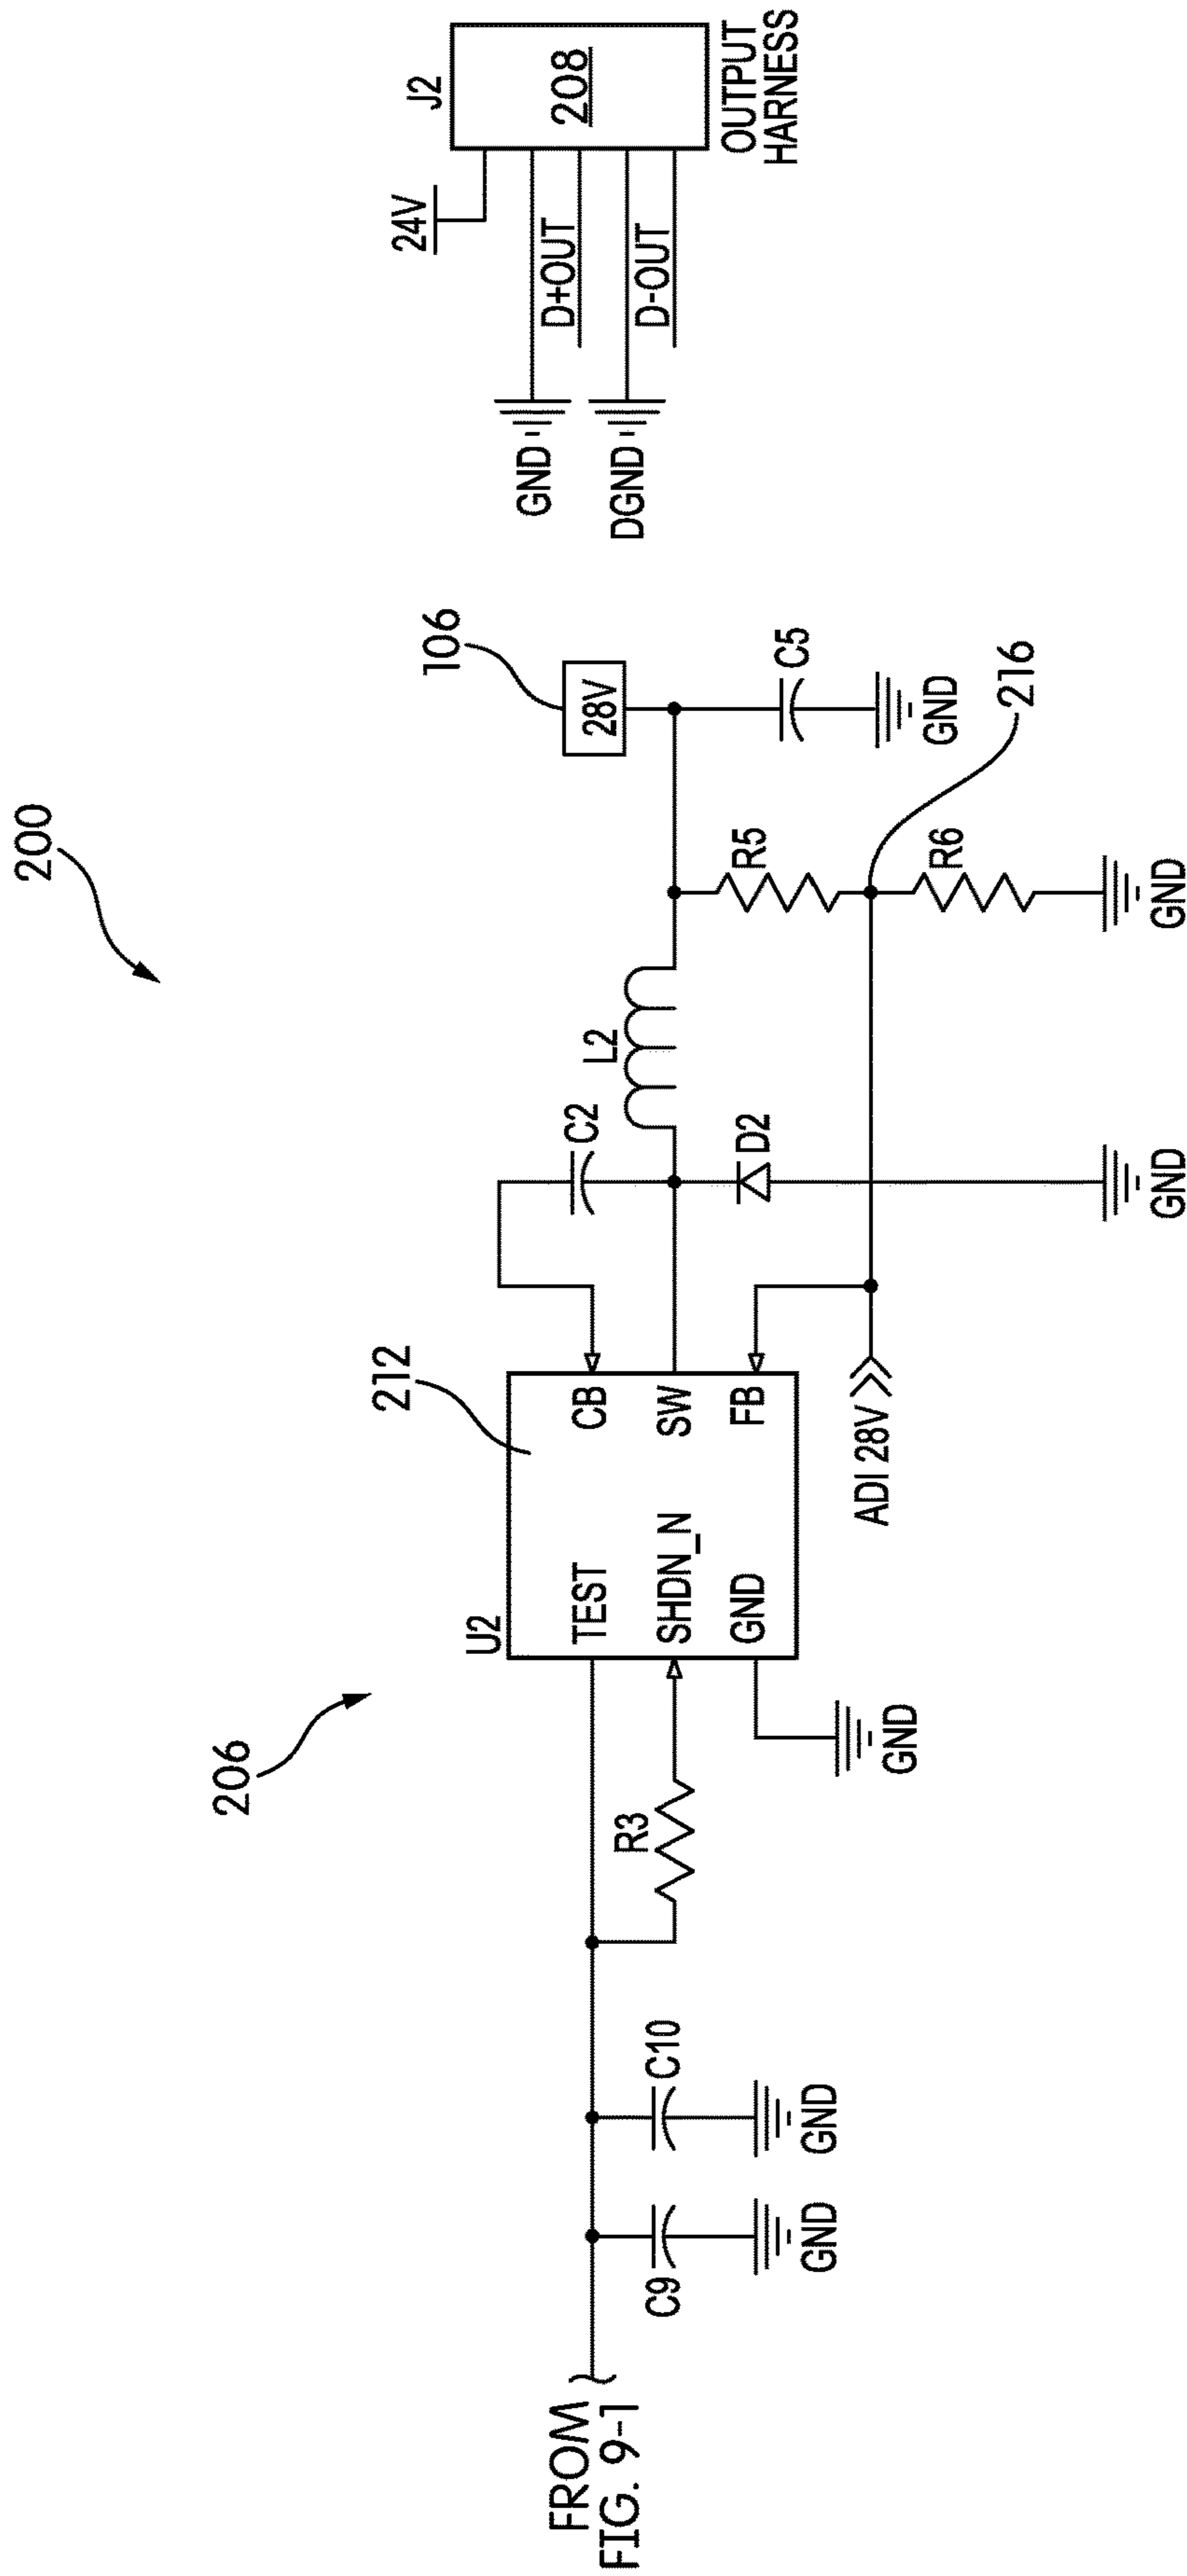 200
206
212
106
216
FROM
FIG. 9-1
C9
GND
C10
GND
R3
U2
TEST
SHDN_N
GND
CB
SW
FB
GND
ADI 28V
C2
D2
GND
L2
R5
R6
GND
28V
C5
GND
24V
J2
208
OUTPUT
HARNESS
D+OUT
D-OUT
GND
DGND